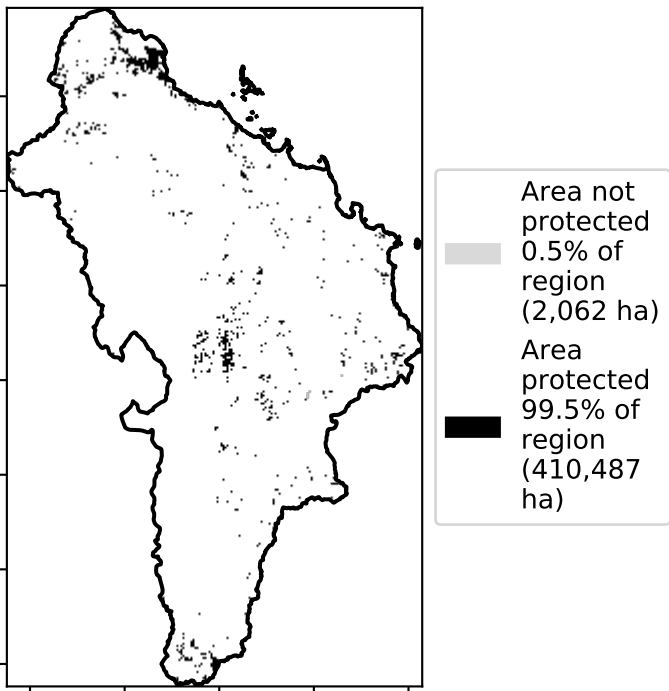 Area not
protected
0.5% of
region
(2,062 ha)
Area
protected
99.5% of
region
(410,487
ha)